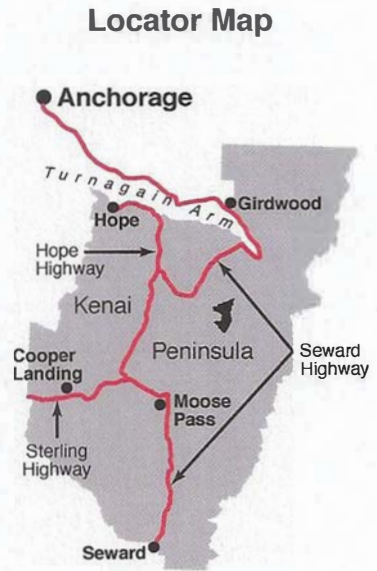 Locator Map
Anchorage
Turnagain Arm
Girdwood
Hope
Hope
Highway
Kenai
Peninsula
Seward
Highway
Cooper
Landing
Moose
Pass
Sterling
Highway
Seward